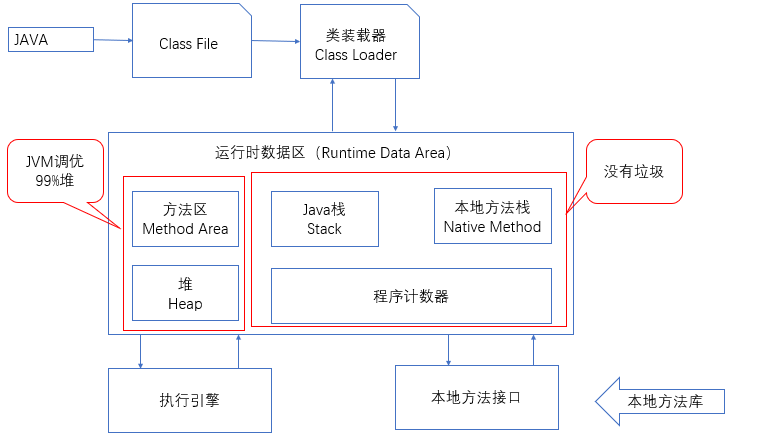 JAVA
Class File
类装载器
Class Loader
运行时数据区（Runtime Data Area）
JVM调优
99%堆
没有垃圾
方法区
Method Area
Java栈
Stack
本地方法栈
Native Method
堆
Heap
程序计数器
执行引擎
本地方法接口
本地方法库